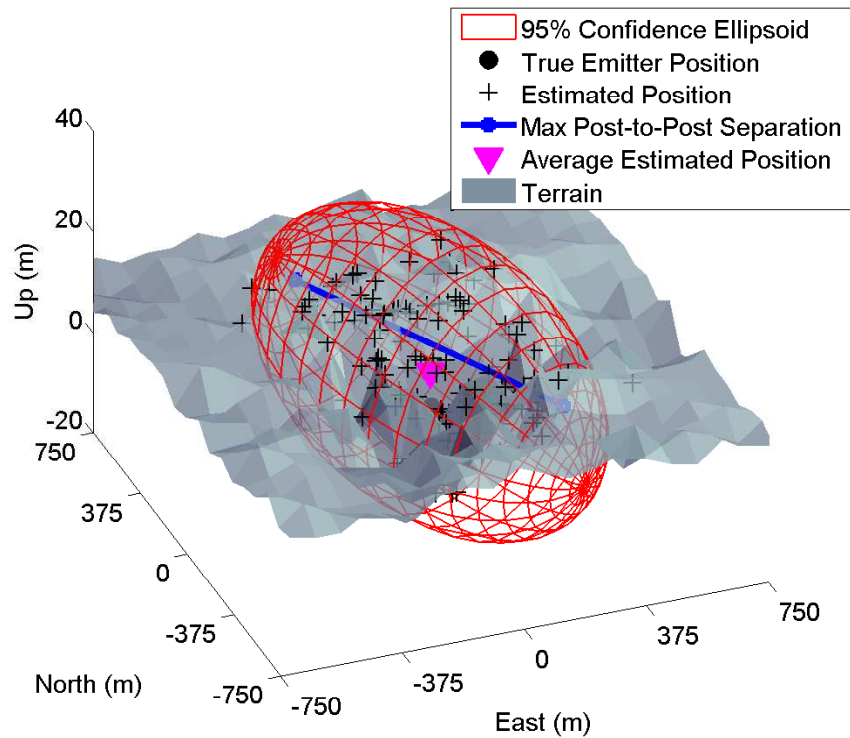 95% Confidence Ellipsoid
True Emitter Position
Estimated Position
Max Post-to-Post Separation
Average Estimated Position
Terrain
40
20
0
-20
Up (m)
750
375
0
-375
-750
North (m)
-750
-375
0
375
750
East (m)